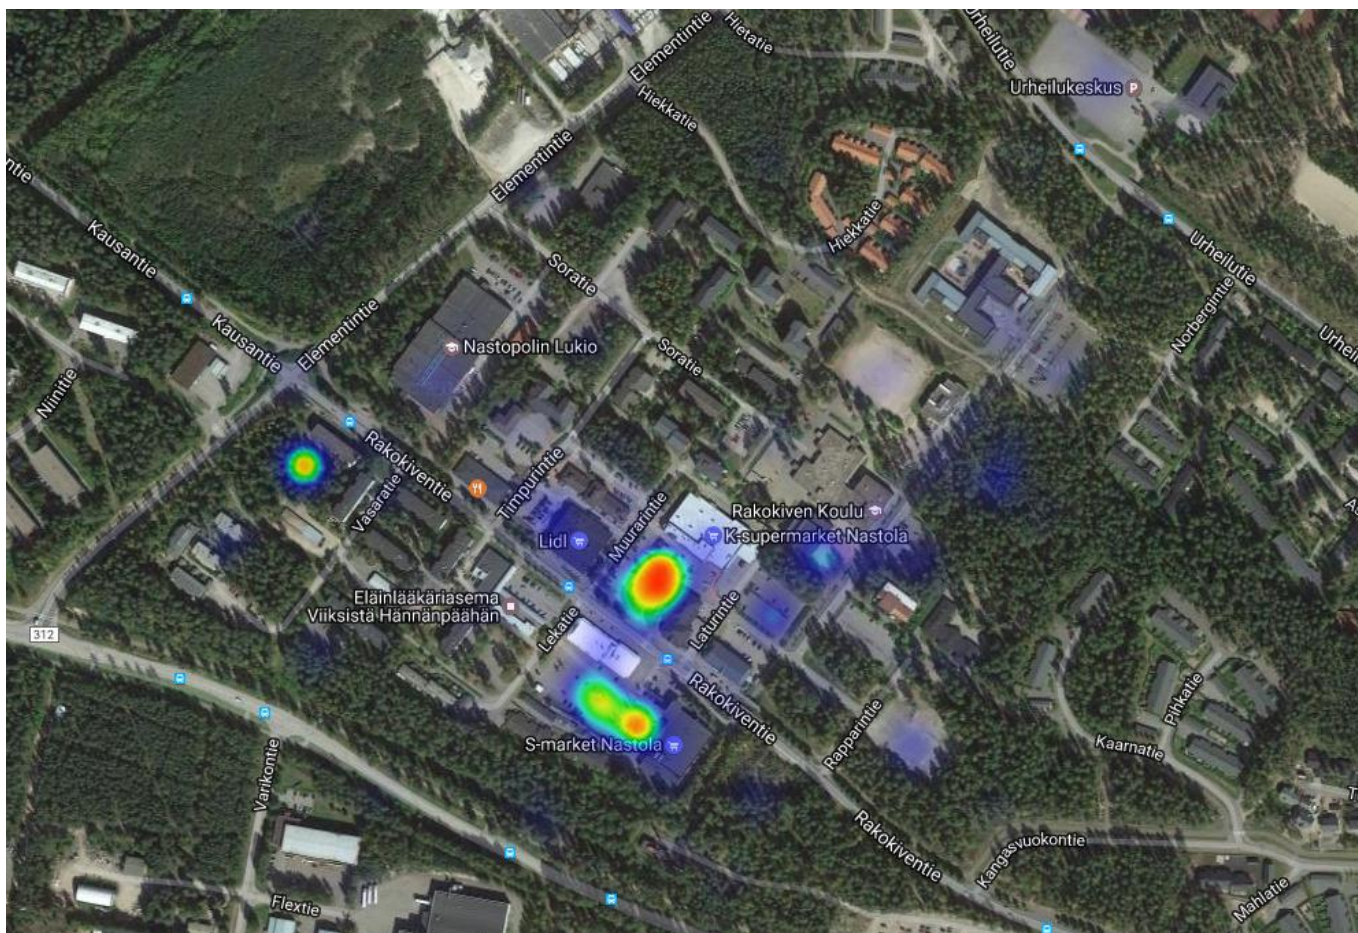 Hietatie
Urheilutie
Elementintie
Urheilukeskus
P
Hiekkatie
Elementintie
ntie
Kausantie
Hiekkatie
Urheilutie
Soratie
Norbergintie
Elementintie
Kausantie
Nastopolin Lukio
Soratie
Urhei
Niinitie
Rakokiventie
Vasaratie
Timpurintie
Muurarintie
Rakokiven Koulu
Lidl
K-supermarket Nastola
Eläinlääkäriasema
Viiksistä Hännänpäähän
Laturintie
312
Lekatie
Rakokiventie
Rapparintie
Pihkatie
S-market Nastola
Kaarnatie
Varikontie
Rakokiventie
Kangasvuokontie
Mahlatie
Flextie